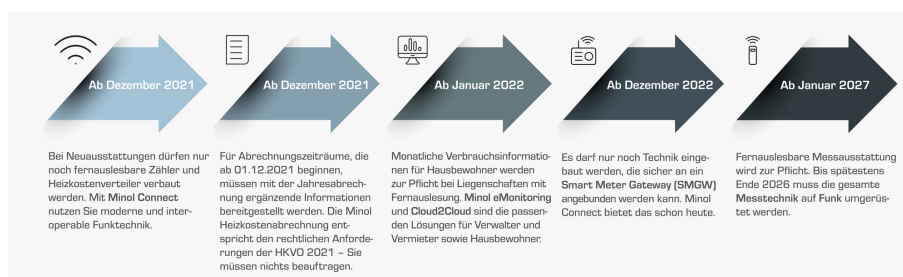 Ab Dezember 2021
Bei Neuausstattungen dürfen nur
noch fernauslesbare Zähler und
Heizkostenverteiler verbaut
werden. Mit Minol Connect
nutzen Sie moderne und inter-
operable Funktechnik.
Ab Dezember 2021
Für Abrechnungszeiträume, die
ab 01.12.2021 beginnen,
müssen mit der Jahresabrech-
nung ergänzende Informationen
bereitgestellt werden. Die Minol
Heizkostenabrechnung ent-
spricht den rechtlichen Anforde-
rungen der HKVO 2021 – Sie
müssen nichts beauftragen.
Ab Januar 2022
Monatliche Verbrauchsinformatio-
nen für Hausbewohner werden
zur Pflicht bei Liegenschaften mit
Fernauslesung. Minol eMonitoring
und Cloud2Cloud sind die passen-
den Lösungen für Verwalter und
Vermieter sowie Hausbewohner.
Ab Dezember 2022
Es darf nur noch Technik einge-
baut werden, die sicher an ein
Smart Meter Gateway (SMGW)
angebunden werden kann. Minol
Connect bietet das schon heute.
Ab Januar 2027
Fernauslesbare Messausstattung
wird zur Pflicht. Bis spätestens
Ende 2026 muss die gesamte
Messtechnik auf Funk umgerüs-
tet werden.